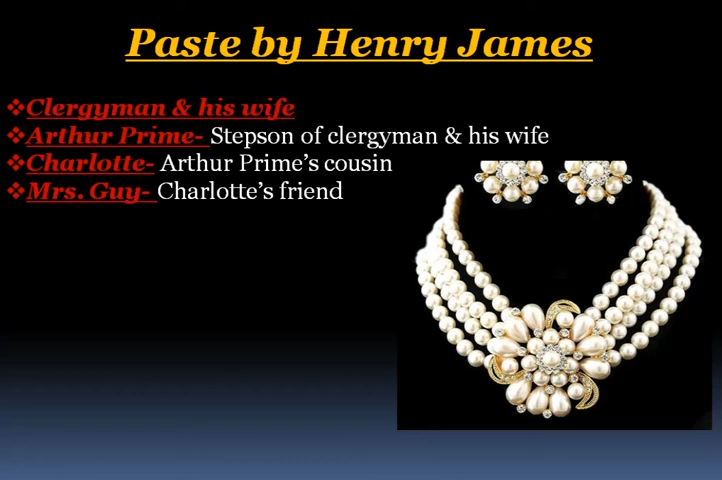 Paste by Henry James
❖Clergyman & his wife
❖Arthur Prime- Stepson of clergyman & his wife
❖Charlotte- Arthur Prime's cousin
❖Mrs. Guy- Charlotte's friend